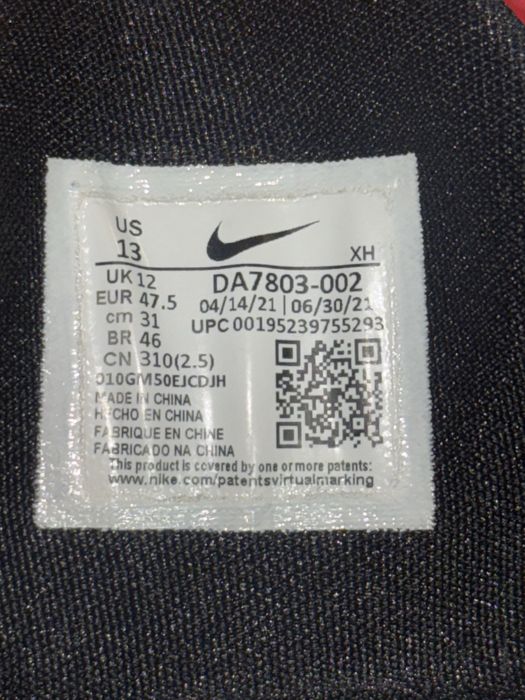 US
13
XH
UK 12
EUR 47.5
cm 31
BR 46
CN 310(2.5)
DA7803-002
04/14/21 | 06/30/21
UPC 00195239755293
010GM50EJCDJH
MADE IN CHINA
HECHO EN CHINA
FABRIQUE EN CHINE
FABRICADO NA CHINA
This product is covered by one or more patents:
www.nike.com/patentsvirtualmarking